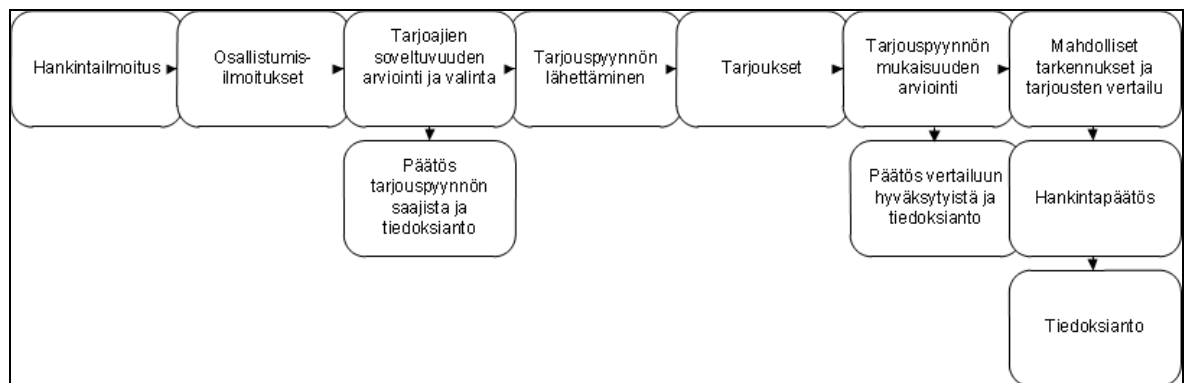 Hankintailmoitus
Osallistumis-
ilmoitukset
Tarjoajien
soveltuvuuden
arviointi ja valinta
Tarjouspyynnön
lähettäminen
Tarjoukset
Tarjouspyynnön
mukaisuuden
arviointi
Mahdolliset
tarkennukset ja
tarjousten vertailu
Päätös
tarjouspyynnön
saajista ja
tiedoksianto
Päätös vertailuun
hyväksytyistä ja
tiedoksianto
Hankintapäätös
Tiedoksianto